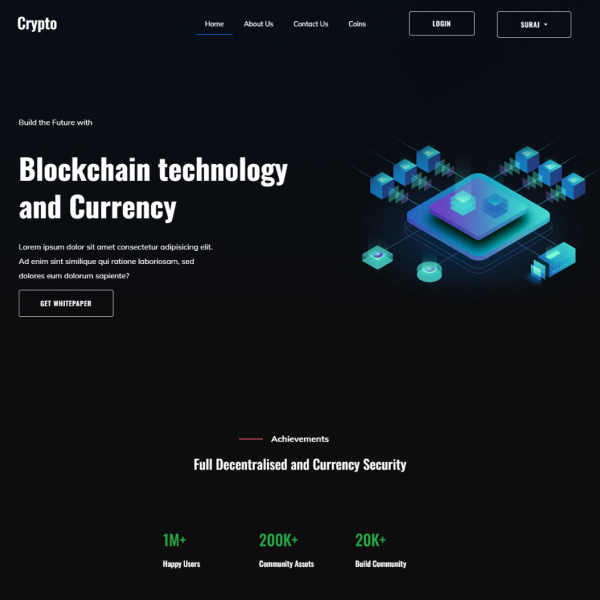 Crypto
Home
About Us
Contact Us
Coins
LOGIN
SURAJ
Build the Future with
Blockchain technology
and Currency
Lorem ipsum dolor sit amet consectetur adipisicing elit.
Ad enim sint similique qui ratione laboriosam, sed
dolores eum dolorum sapiente?
GET WHITEPAPER
Achievements
Full Decentralised and Currency Security
1M+
200K+
20K+
Happy Users
Community Assets
Build Community